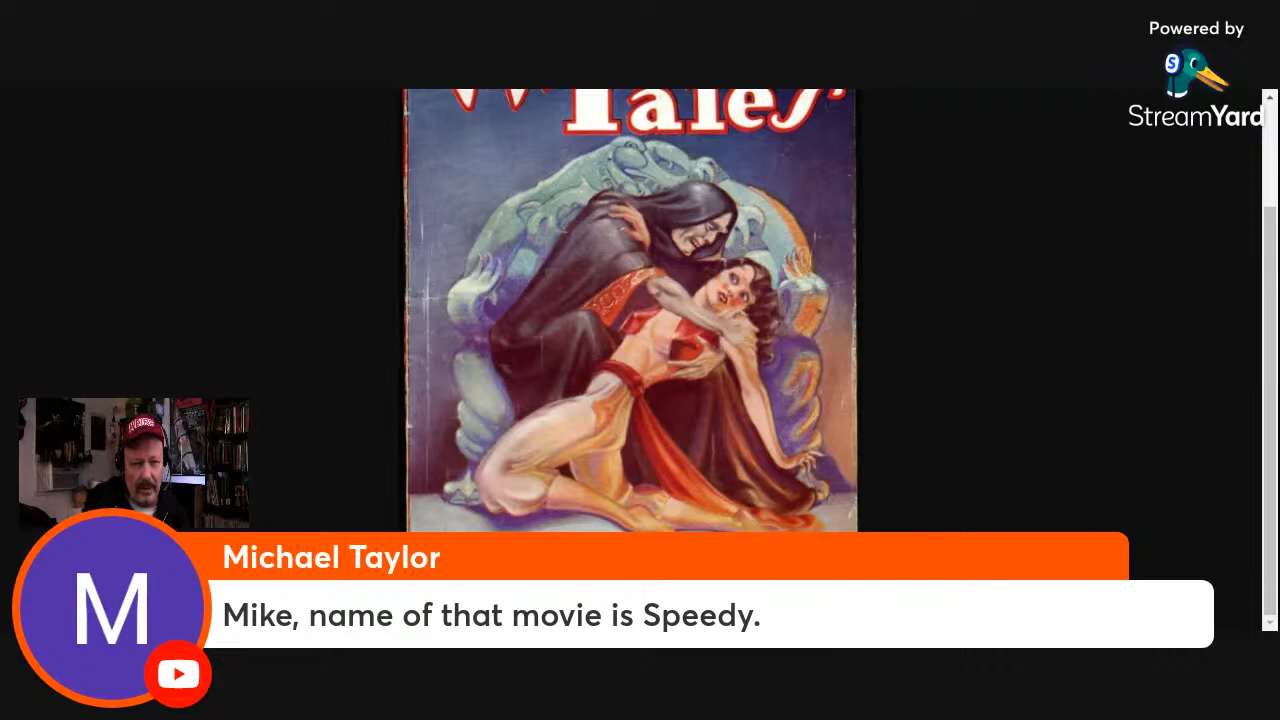 Powered by
S
StreamYard
Tales
Michael Taylor
M
Mike, name of that movie is Speedy.